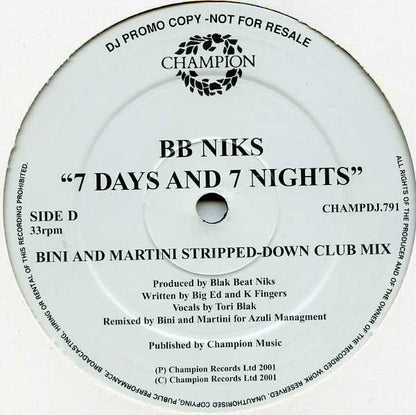 DJ PROMO COPY -NOT FOR RESALE
CHAMPION
BB NIKS
“7 DAYS AND 7 NIGHTS”
SIDE D
33rpm
CHAMPDJ.791
BINI AND MARTINI STRIPPED-DOWN CLUB MIX
Produced by Blak Beat Niks
Written by Big Ed and K Fingers
Vocals by Tori Blak
Remixed by Bini and Martini for Azuli Managment
Published by Champion Music
(P) Champion Records Ltd 2001
(C) Champion Records Ltd 2001
ALL RIGHTS OF THE PRODUCER AND OF THE OWNER OF THE RECORDED WORK RESERVED. UNAUTHORISED COPYING, PUBLIC PERFORMANCE, BROADCASTING, HIRING OR RENTAL OF THIS RECORDING PROHIBITED.